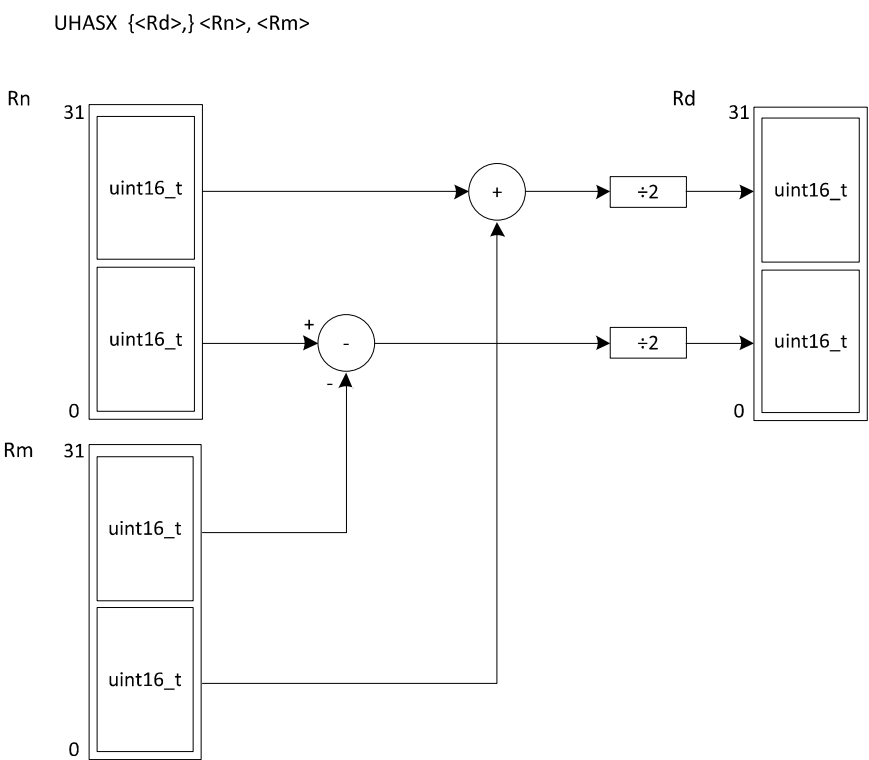 UHASX {<Rd>,} <Rn>, <Rm>
Rn
31
uint16_t
uint16_t
0
Rm
31
uint16_t
uint16_t
0
+
+
-
-
÷2
÷2
Rd
31
uint16_t
uint16_t
0